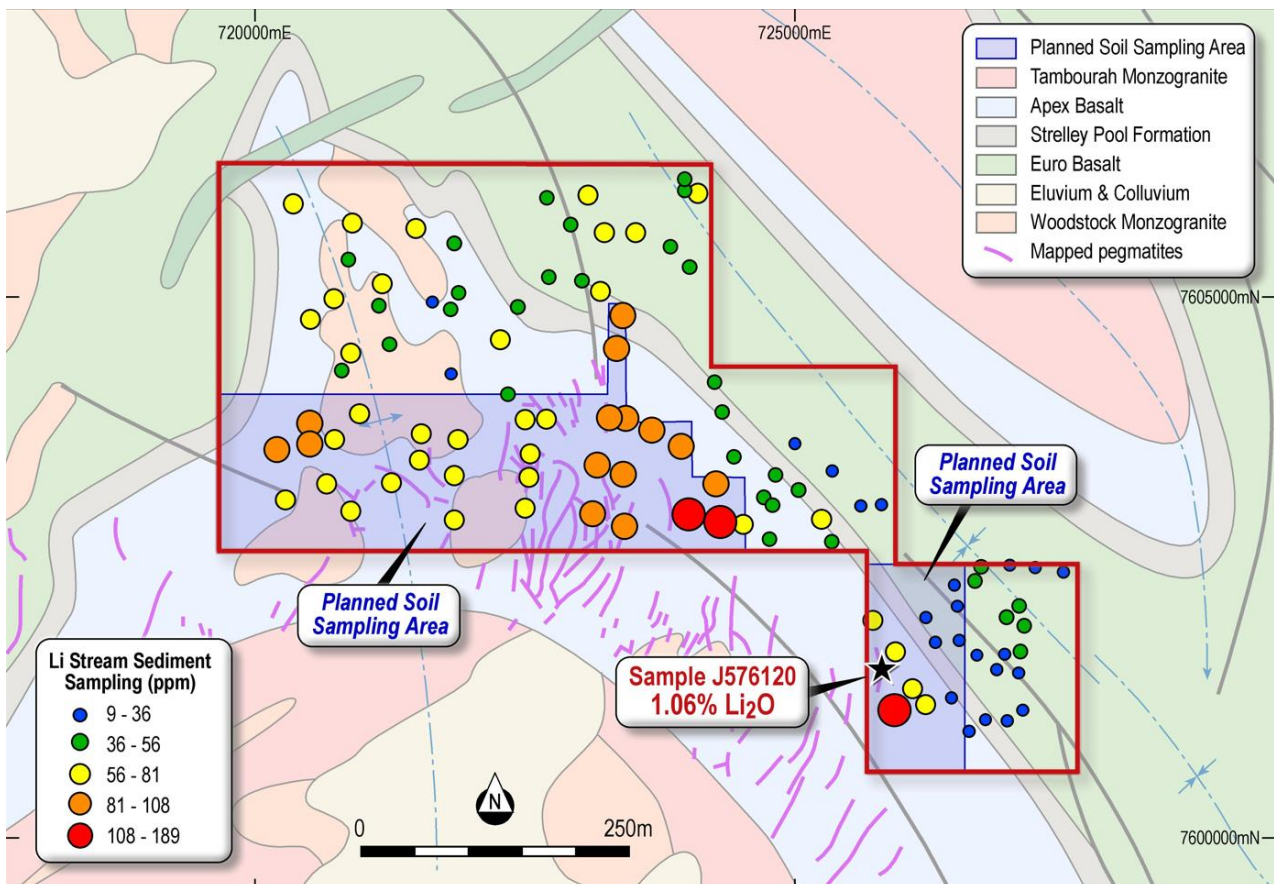 720000mE
725000mE
Planned Soil Sampling Area
Tambourah Monzogranite
Apex Basalt
Strelley Pool Formation
Euro Basalt
Eluvium & Colluvium
Woodstock Monzogranite
Mapped pegmatites
7605000mN
Planned Soil
Sampling Area
Planned Soil
Sampling Area
Li Stream Sediment
Sampling (ppm)
9 - 36
36 - 56
56 - 81
81 - 108
108 - 189
Sample J576120
1.06% Li₂O
N
0
250m
7600000mN